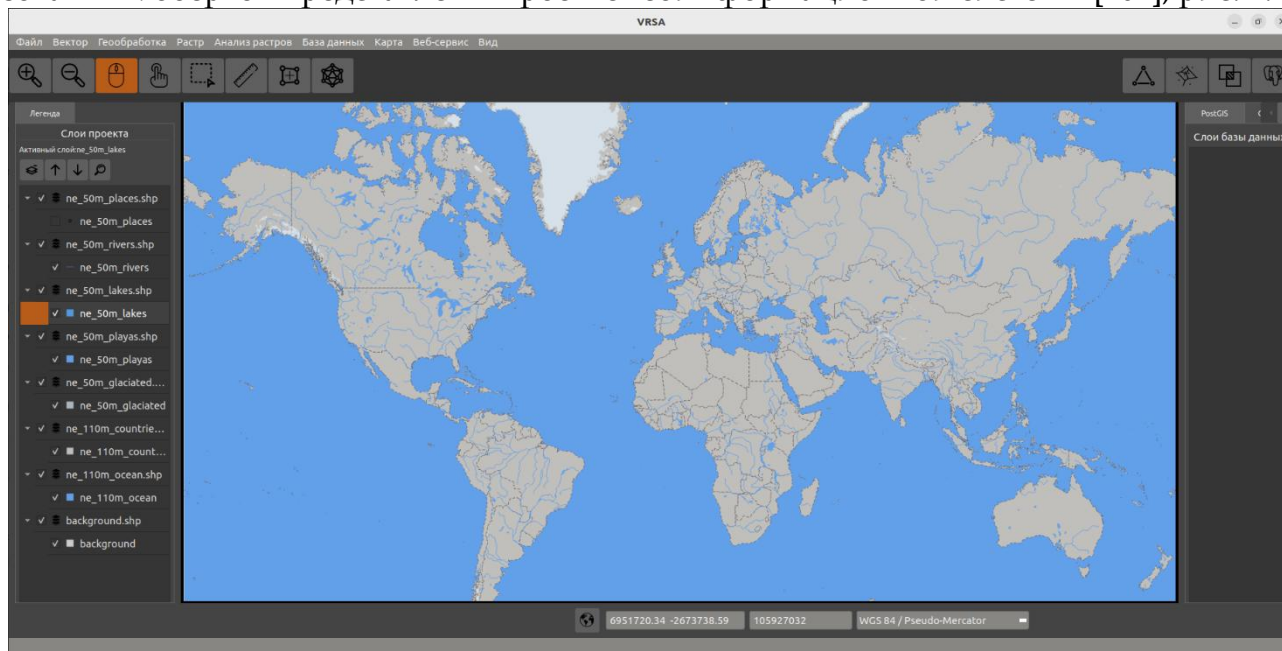 VRSA
Файл Вектор Геообработка Растр Анализ растров База данных Карта Веб-сервис Вид
Легенда
Слои проекта
Активный слой:ne_50m_lakes
ne_50m_places.shp
ne_50m_places
ne_50m_rivers.shp
ne_50m_rivers
ne_50m_lakes.shp
ne_50m_lakes
ne_50m_playas.shp
ne_50m_playas
ne_50m_glaciated....
ne_50m_glaciated
ne_110m_countrie...
ne_110m_count...
ne_110m_ocean.shp
ne_110m_ocean
background.shp
background
PostGIS
Слои базы данных
6951720.34 -2673738.59 105927032 WGS 84 / Pseudo-Mercator